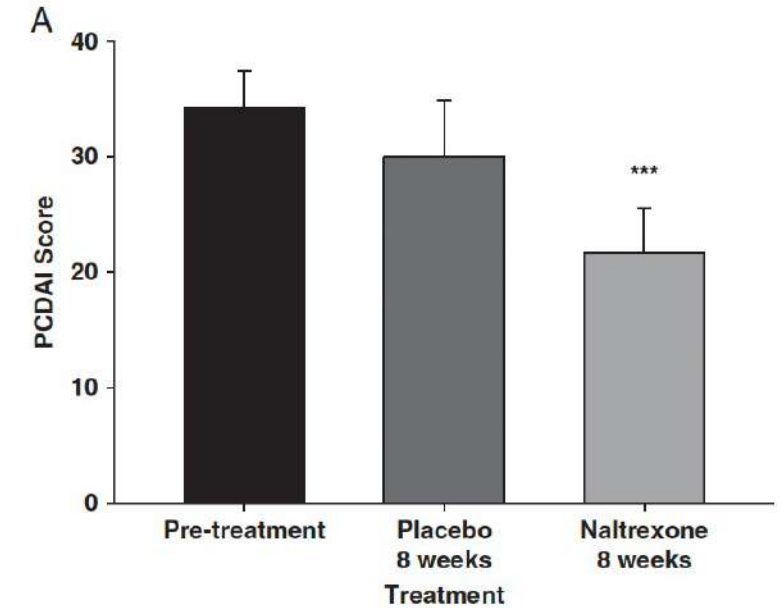 A
40
30
20
10
0
PCDAI Score
***
Pre-treatment
Placebo
8 weeks
Naltrexone
8 weeks
Treatment